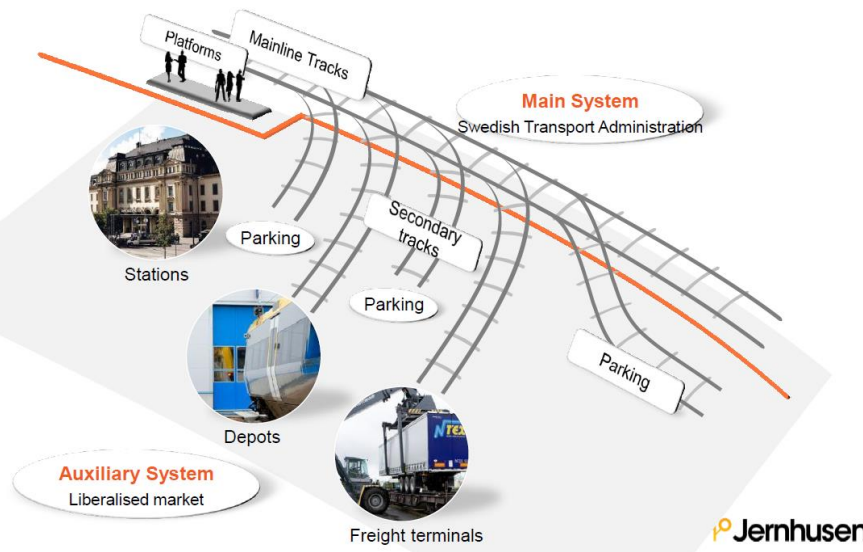 Platforms
Mainline Tracks
Main System
Swedish Transport Administration
Stations
Parking
Secondary
tracks
Parking
Parking
Depots
NTEX
Auxiliary System
Liberalised market
Freight terminals
Jernhusen